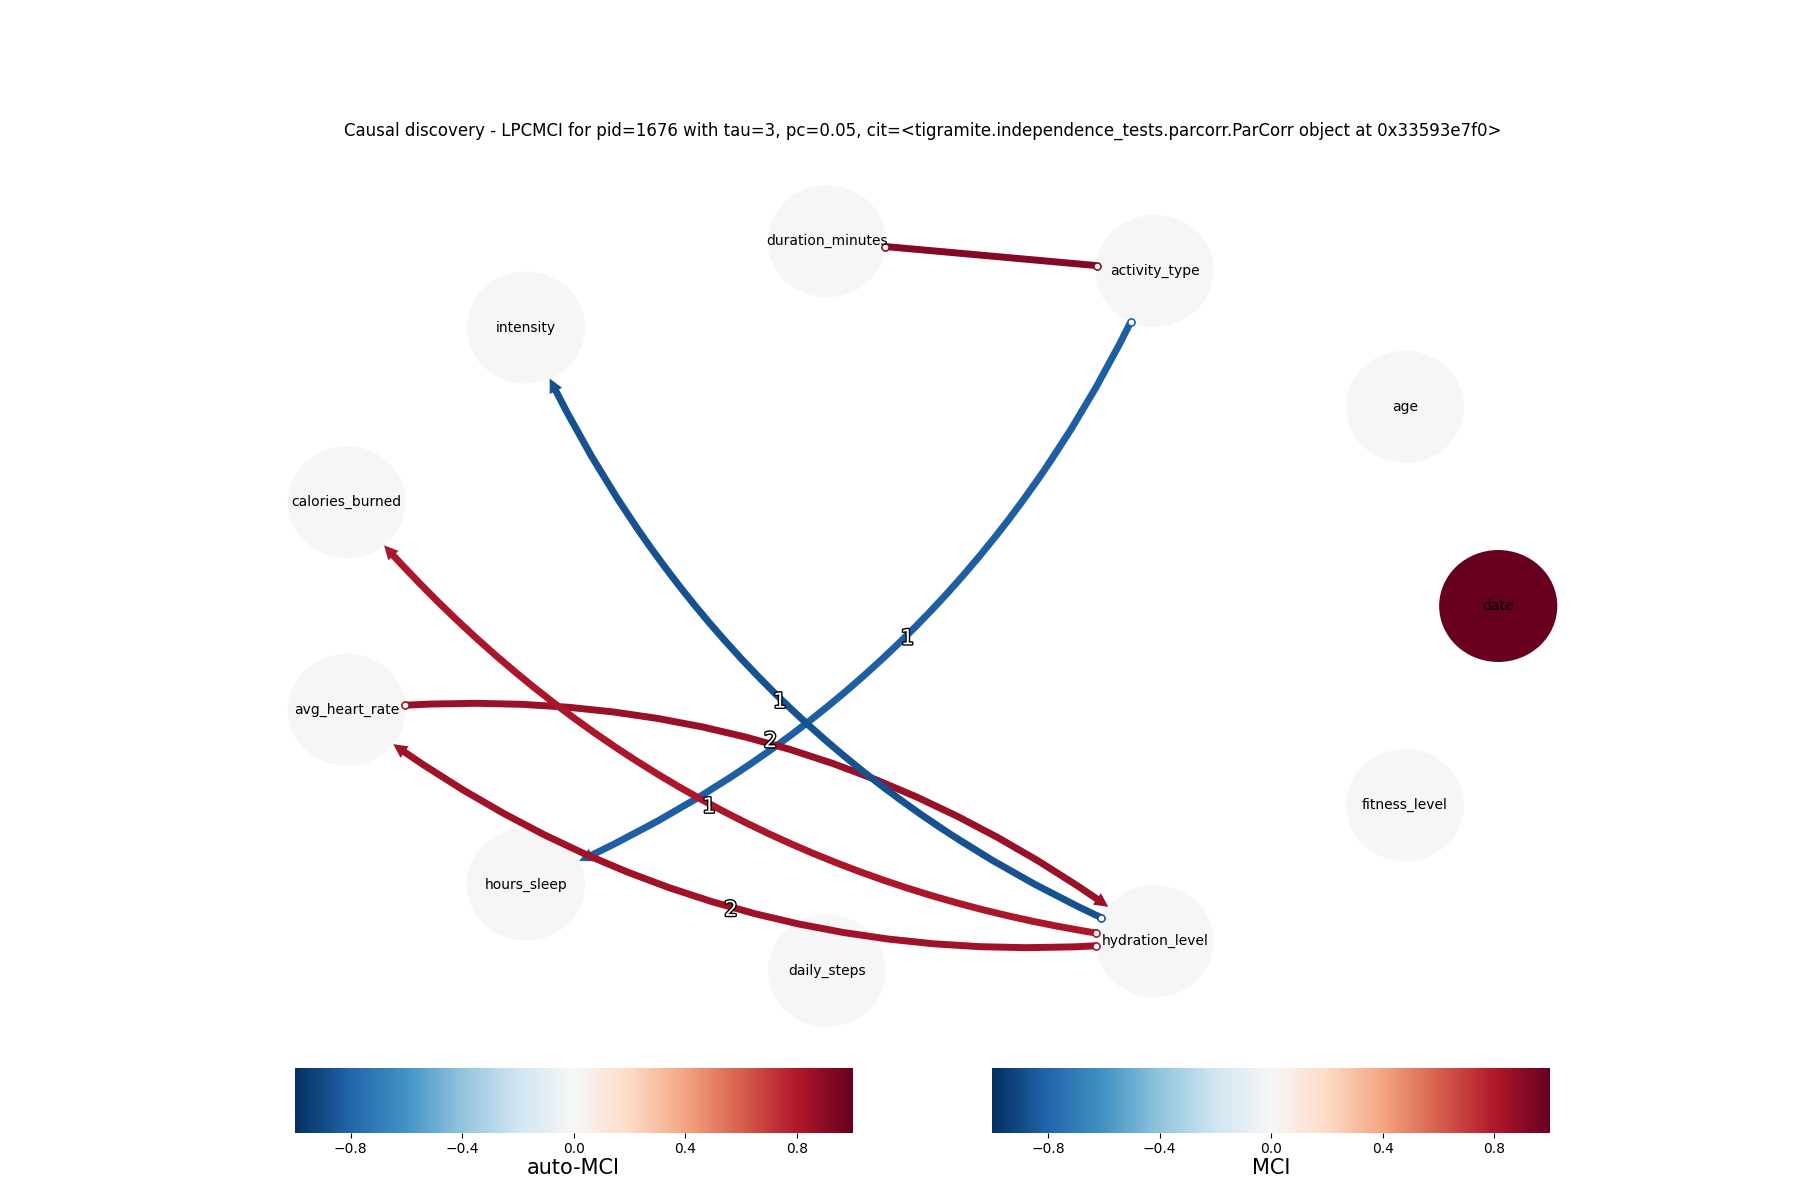 Causal discovery - LPCMCI for pid=1676 with tau=3, pc=0.05, cit=<tigramite.independence_tests.parcorr.ParCorr object at 0x33593e7f0>
duration_minutes
activity_type
intensity
age
calories_burned
date
1
1
avg_heart_rate
2
1
fitness_level
hours_sleep
2
hydration_level
daily_steps
−0.8 −0.4 0.0 0.4 0.8
auto-MCI
−0.8 −0.4 0.0 0.4 0.8
MCI